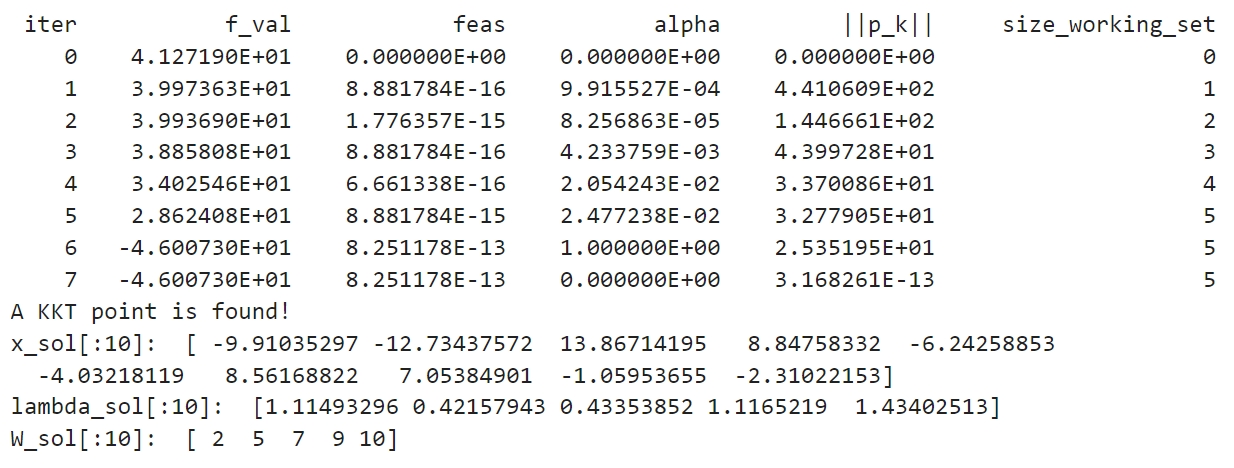 iter f_val feas alpha ||p_k|| size_working_set
0 4.127190E+01 0.000000E+00 0.000000E+00 0.000000E+00 0
1 3.997363E+01 8.881784E-16 9.915527E-04 4.410609E+02 1
2 3.993690E+01 1.776357E-15 8.256863E-05 1.446661E+02 2
3 3.885808E+01 8.881784E-16 4.233759E-03 4.399728E+01 3
4 3.402546E+01 6.661338E-16 2.054243E-02 3.370086E+01 4
5 2.862408E+01 8.881784E-15 2.477238E-02 3.277905E+01 5
6 -4.600730E+01 8.251178E-13 1.000000E+00 2.535195E+01 5
7 -4.600730E+01 8.251178E-13 0.000000E+00 3.168261E-13 5
A KKT point is found!
x_sol[:10]: [ -9.91035297 -12.73437572 13.86714195 8.84758332 -6.24258853
-4.03218119 8.56168822 7.05384901 -1.05953655 -2.31022153]
lambda_sol[:10]: [1.11493296 0.42157943 0.43353852 1.1165219 1.43402513]
W_sol[:10]: [ 2 5 7 9 10]